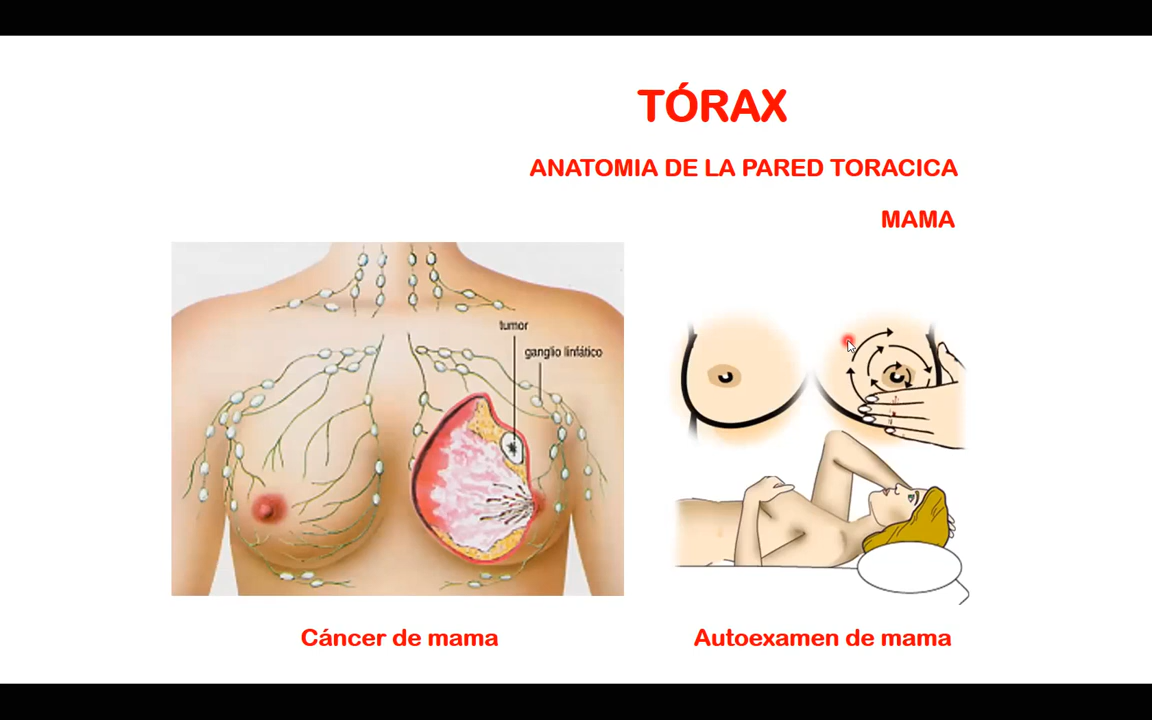 TÓRAX
ANATOMIA DE LA PARED TORACICA
MAMA
tumor
ganglio linfático
Cáncer de mama
Autoexamen de mama